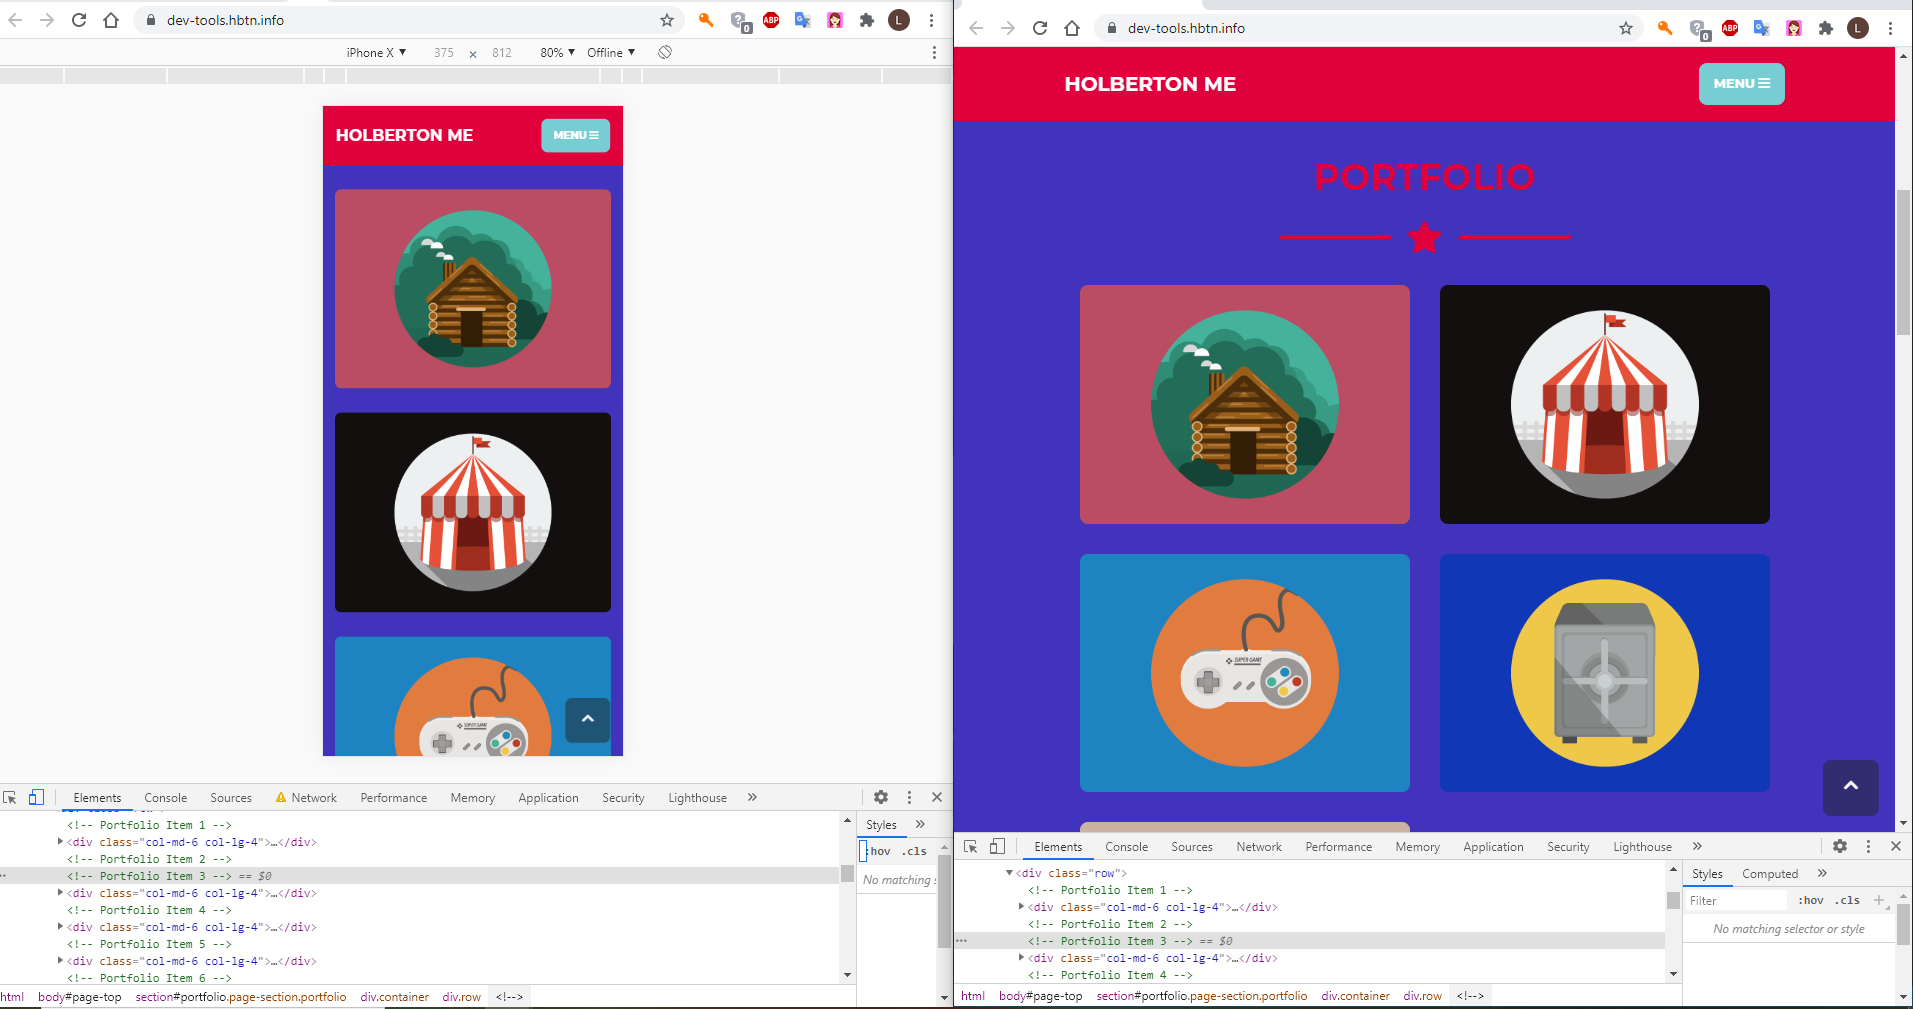 dev-tools.hbtn.info
ABP
0
L
iPhone X ▼ 375 × 812 80% ▼ Offline ▼
HOLBERTON ME
MENU
SUPER GAME
Elements Console Sources Network Performance Memory Application Security Lighthouse »
<!-- Portfolio Item 1 -->
<div class="col-md-6 col-lg-4">…</div>
<!-- Portfolio Item 2 -->
<!-- Portfolio Item 3 --> == $0
<div class="col-md-6 col-lg-4">…</div>
<!-- Portfolio Item 4 -->
<div class="col-md-6 col-lg-4">…</div>
<!-- Portfolio Item 5 -->
<div class="col-md-6 col-lg-4">…</div>
<!-- Portfolio Item 6 -->
html body#page-top section#portfolio.page-section.portfolio div.container div.row <!-->
Styles »
:hov .cls
No matching s
dev-tools.hbtn.info
ABP
0
L
HOLBERTON ME
MENU
PORTFOLIO
SUPER GAME
Elements Console Sources Network Performance Memory Application Security Lighthouse »
<div class="row">
<!-- Portfolio Item 1 -->
<div class="col-md-6 col-lg-4">…</div>
<!-- Portfolio Item 2 -->
<!-- Portfolio Item 3 --> == $0
<div class="col-md-6 col-lg-4">…</div>
<!-- Portfolio Item 4 -->
html body#page-top section#portfolio.page-section.portfolio div.container div.row <!-->
Styles Computed »
Filter :hov .cls +
No matching selector or style